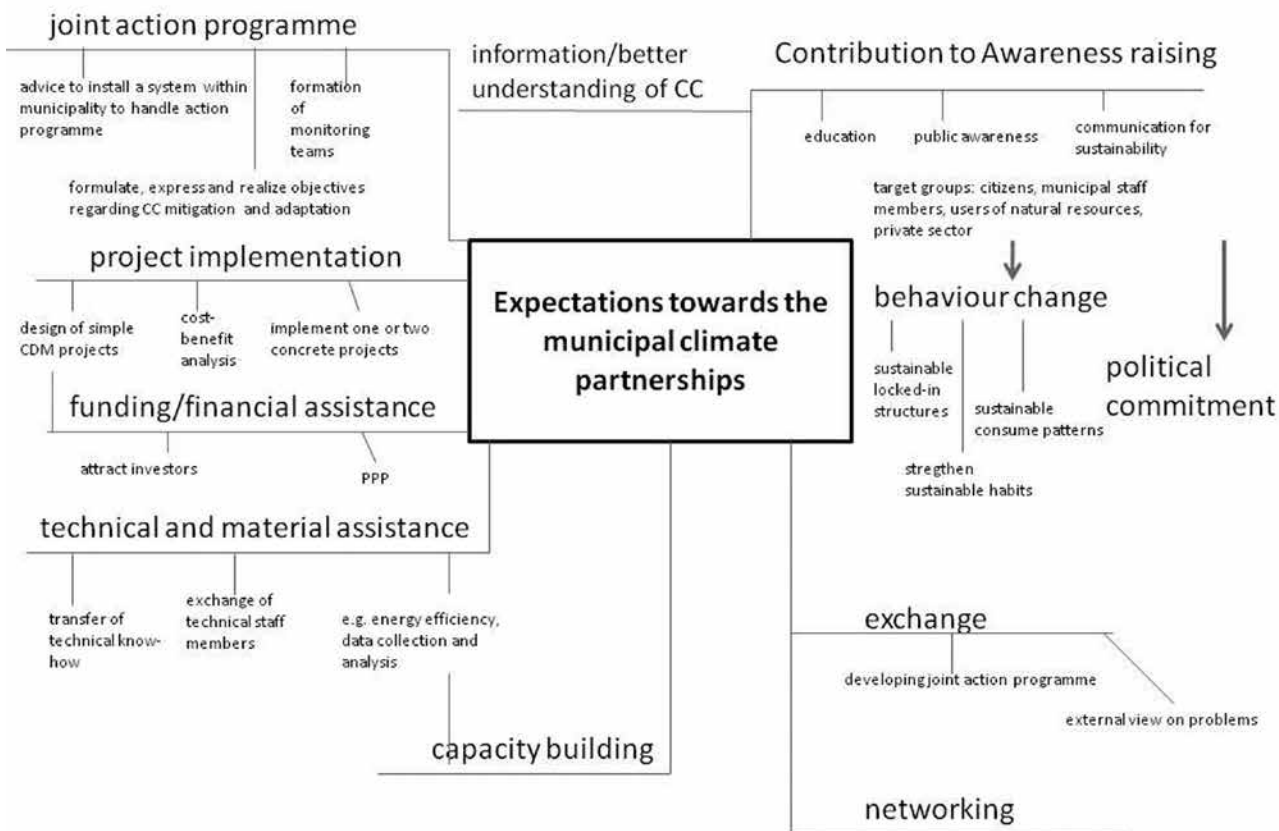 joint action programme
advice to install a system within
municipality to handle action
programme
formation
of
monitoring
teams
formulate, express and realize objectives
regarding CC mitigation and adaptation
information/better
understanding of CC
Contribution to Awareness raising
education
public awareness
communication for
sustainability
target groups: citizens, municipal staff
members, users of natural resources,
private sector
project implementation
design of simple
CDM projects
cost-
benefit
analysis
implement one or two
concrete projects
Expectations towards the
municipal climate
partnerships
behaviour change
sustainable
locked-in
structures
sustainable
consume patterns
stregthen
sustainable habits
political
commitment
funding/financial assistance
attract investors
PPP
technical and material assistance
transfer of
technical know-
how
exchange of
technical staff
members
e.g. energy efficiency,
data collection and
analysis
capacity building
exchange
developing joint action programme
external view on problems
networking